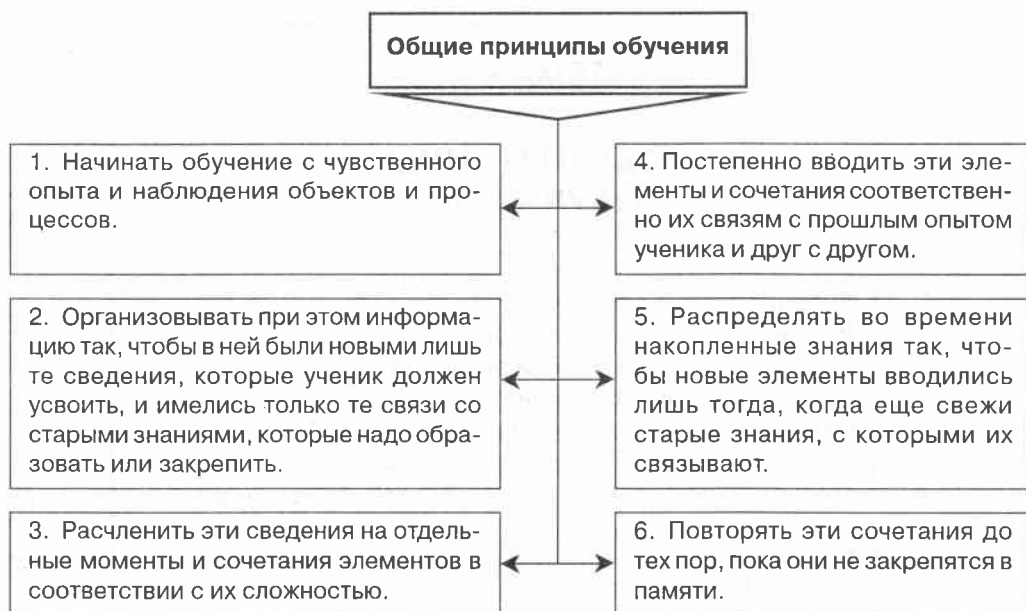 Общие принципы обучения
1. Начинать обучение с чувственного
опыта и наблюдения объектов и про-
цессов.
2. Организовывать при этом информа-
цию так, чтобы в ней были новыми лишь
те сведения, которые ученик должен
усвоить, и имелись только те связи со
старыми знаниями, которые надо обра-
зовать или закрепить.
3. Расчленить эти сведения на отдель-
ные моменты и сочетания элементов в
соответствии с их сложностью.
4. Постепенно вводить эти эле-
менты и сочетания соответствен-
но их связям с прошлым опытом
ученика и друг с другом.
5. Распределять во времени
накопленные знания так, что-
бы новые элементы вводились
лишь тогда, когда еще свежи
старые знания, с которыми их
связывают.
6. Повторять эти сочетания до
тех пор, пока они не закрепятся в
памяти.